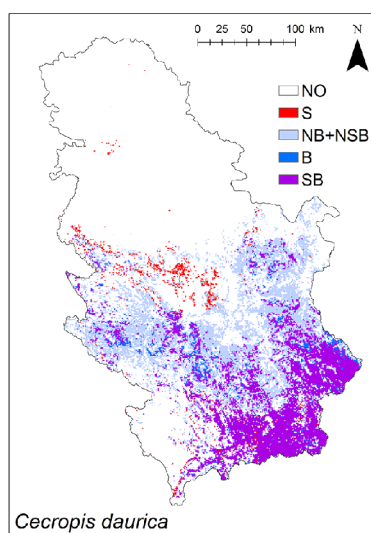 0 25 50 100 km
N
NO
S
NB+NSB
B
SB
Cecropis daurica